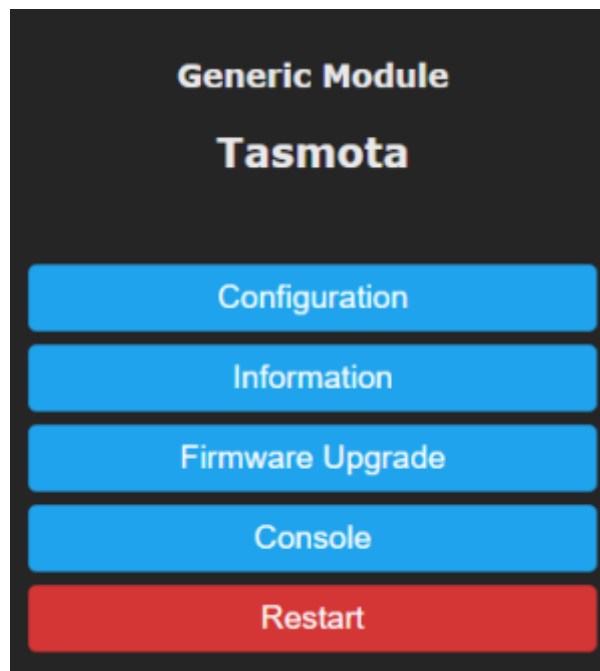 Generic Module
Tasmota
Configuration
Information
Firmware Upgrade
Console
Restart